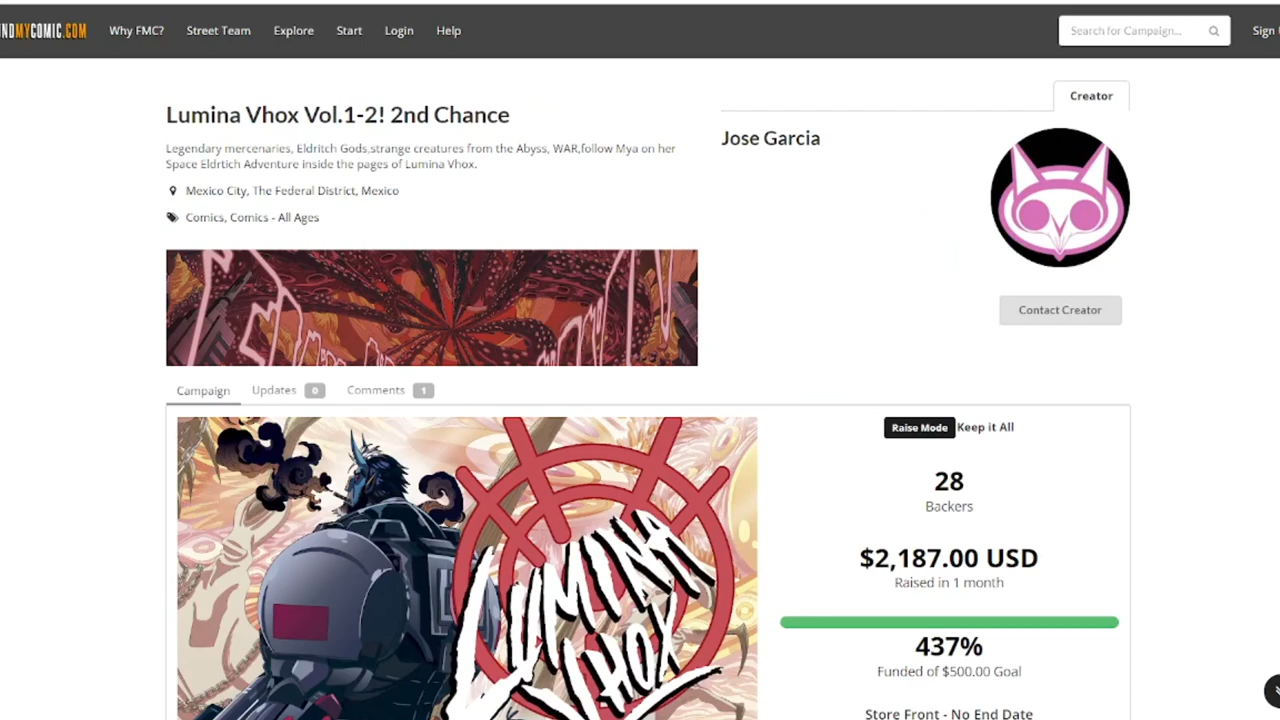 NDMYCOMIC.COM
Why FMC?
Street Team
Explore
Start
Login
Help
Search for Campaign...
Sign
Creator
Lumina Vhox Vol.1-2! 2nd Chance
Legendary mercenaries, Eldritch Gods,strange creatures from the Abyss, WAR,follow Mya on her
Space Eldrtich Adventure inside the pages of Lumina Vhox.
Mexico City, The Federal District, Mexico
Comics, Comics - All Ages
Jose Garcia
Contact Creator
Campaign
Updates 0
Comments 1
LUMINA
VHOX
Raise Mode Keep it All
28
Backers
$2,187.00 USD
Raised in 1 month
437%
Funded of $500.00 Goal
Store Front - No End Date